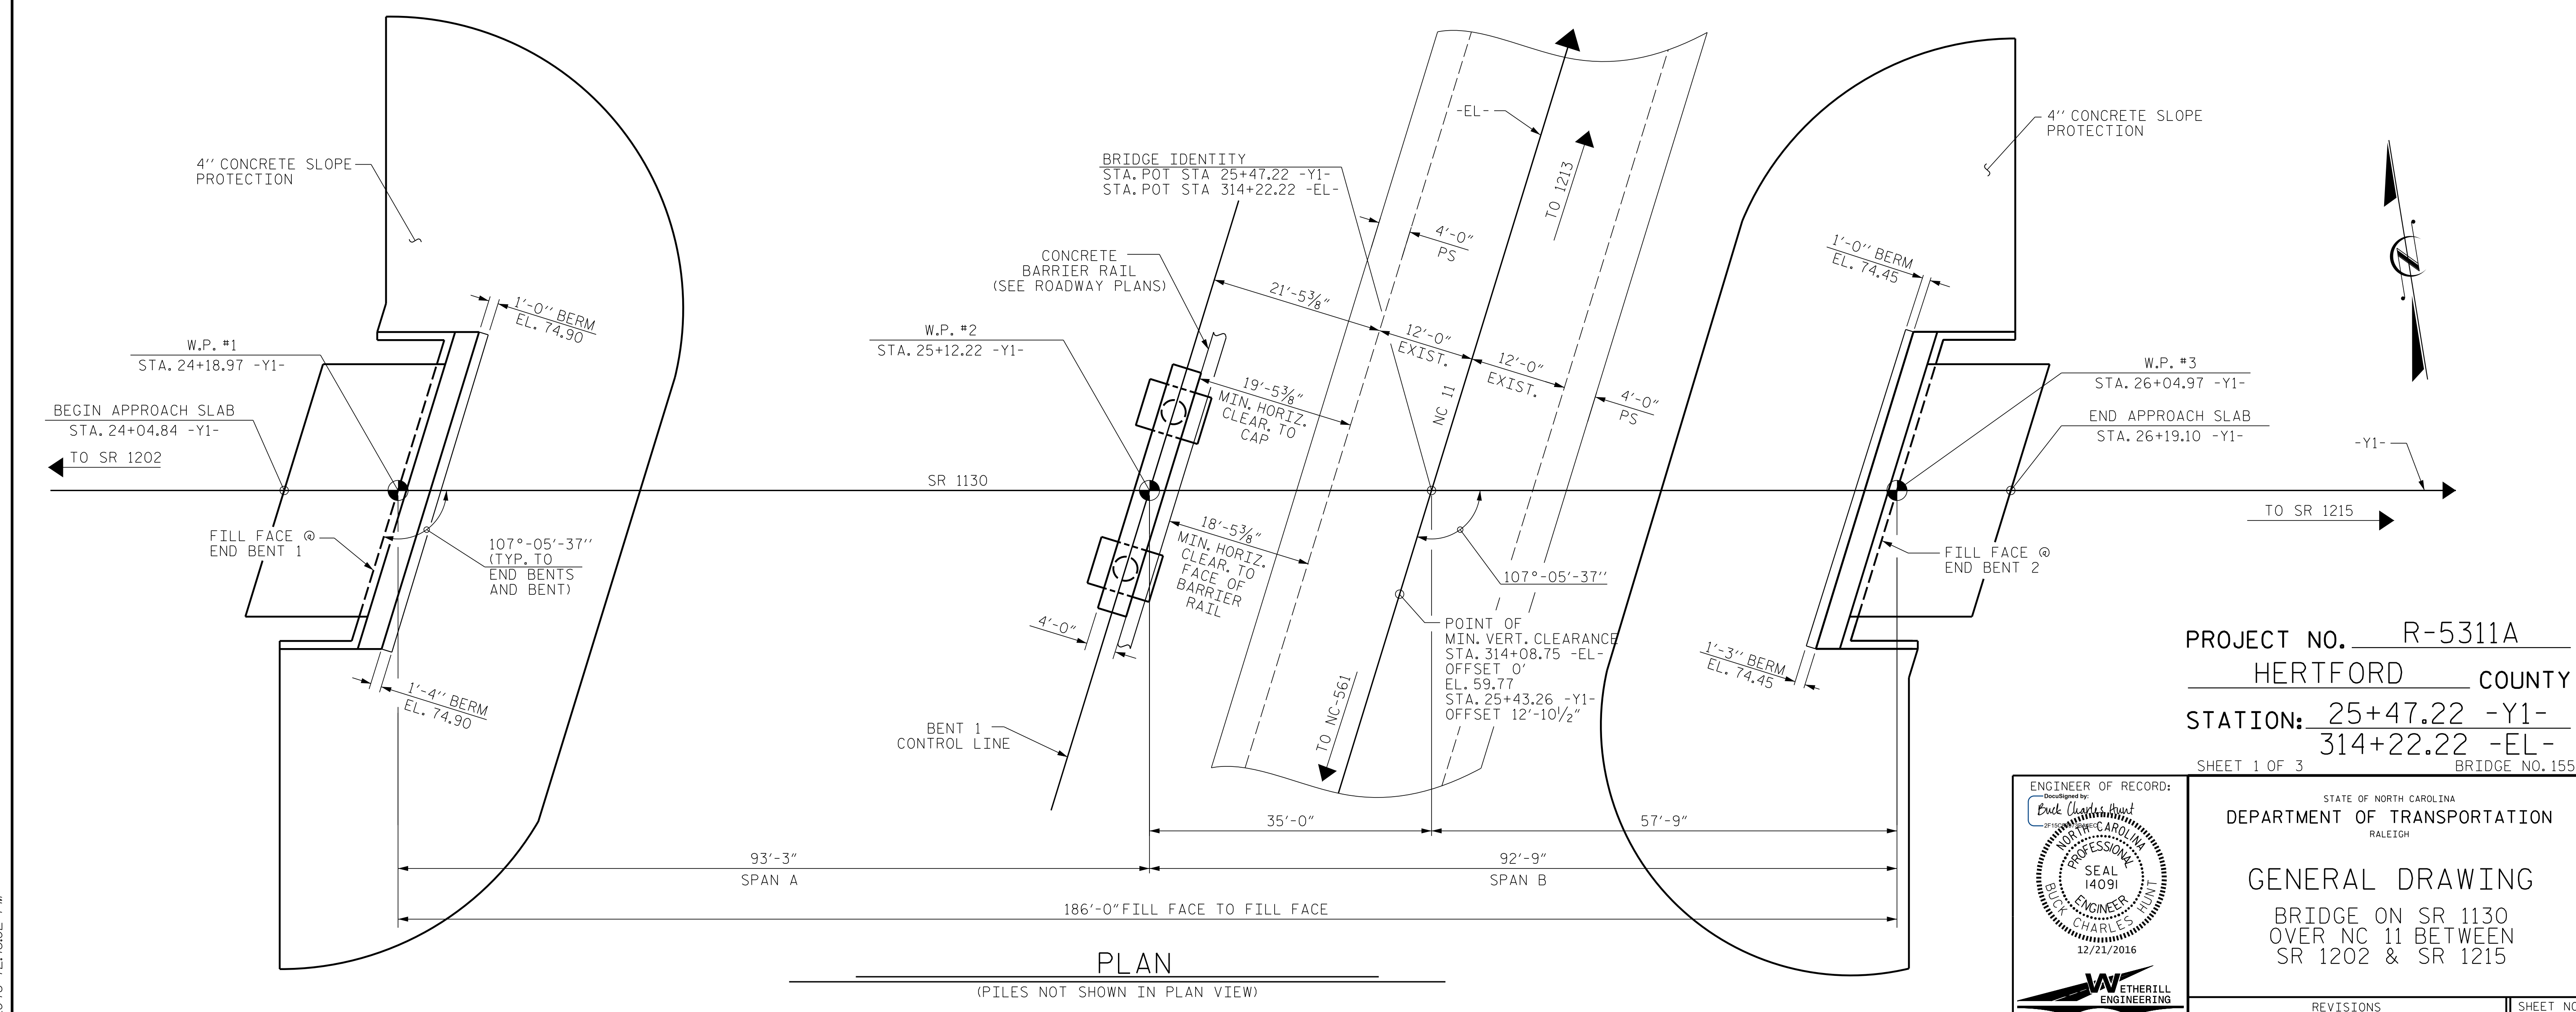 4'' CONCRETE SLOPE
PROTECTION
W.P. #1
STA. 24+18.97 -Y1-
BEGIN APPROACH SLAB
STA. 24+04.84 -Y1-
TO SR 1202
FILL FACE @
END BENT 1
107°-05'-37''
(TYP. TO
END BENTS
AND BENT)
1'-0'' BERM
EL. 74.90
1'-4'' BERM
EL. 74.90
BRIDGE IDENTITY
STA. POT STA 25+47.22 -Y1-
STA. POT STA 314+22.22 -EL-
CONCRETE
BARRIER RAIL
(SEE ROADWAY PLANS)
W.P. #2
STA. 25+12.22 -Y1-
SR 1130
-EL-
TO 1213
4'-0''
PS
21'-5⅜''
12'-0''
EXIST.
12'-0''
EXIST.
NC 11
4'-0''
PS
19'-5⅜''
MIN. HORIZ.
CLEAR. TO
CAP
18'-5⅜''
MIN. HORIZ.
CLEAR. TO
FACE OF
BARRIER
RAIL
4'-0''
BENT 1
CONTROL LINE
107°-05'-37''
POINT OF
MIN. VERT. CLEARANCE
STA. 314+08.75 -EL-
OFFSET 0'
EL. 59.77
STA. 25+43.26 -Y1-
OFFSET 12'-10½''
TO NC-561
1'-0'' BERM
EL. 74.45
1'-3'' BERM
EL. 74.45
4'' CONCRETE SLOPE
PROTECTION
W.P. #3
STA. 26+04.97 -Y1-
END APPROACH SLAB
STA. 26+19.10 -Y1-
-Y1-
TO SR 1215
FILL FACE @
END BENT 2
35'-0''
57'-9''
93'-3''
SPAN A
92'-9''
SPAN B
186'-0'' FILL FACE TO FILL FACE
PLAN
(PILES NOT SHOWN IN PLAN VIEW)
N
PROJECT NO. R-5311A
HERTFORD COUNTY
STATION: 25+47.22 -Y1-
314+22.22 -EL-
SHEET 1 OF 3 BRIDGE NO. 155
ENGINEER OF RECORD:
DocuSigned by:
Buck Charles Hunt
NORTH CAROLINA
PROFESSIONAL
SEAL
14091
ENGINEER
BUCK CHARLES HUNT
12/21/2016
WETHERILL
ENGINEERING
STATE OF NORTH CAROLINA
DEPARTMENT OF TRANSPORTATION
RALEIGH
GENERAL DRAWING
BRIDGE ON SR 1130
OVER NC 11 BETWEEN
SR 1202 & SR 1215
REVISIONS
SHEET NO